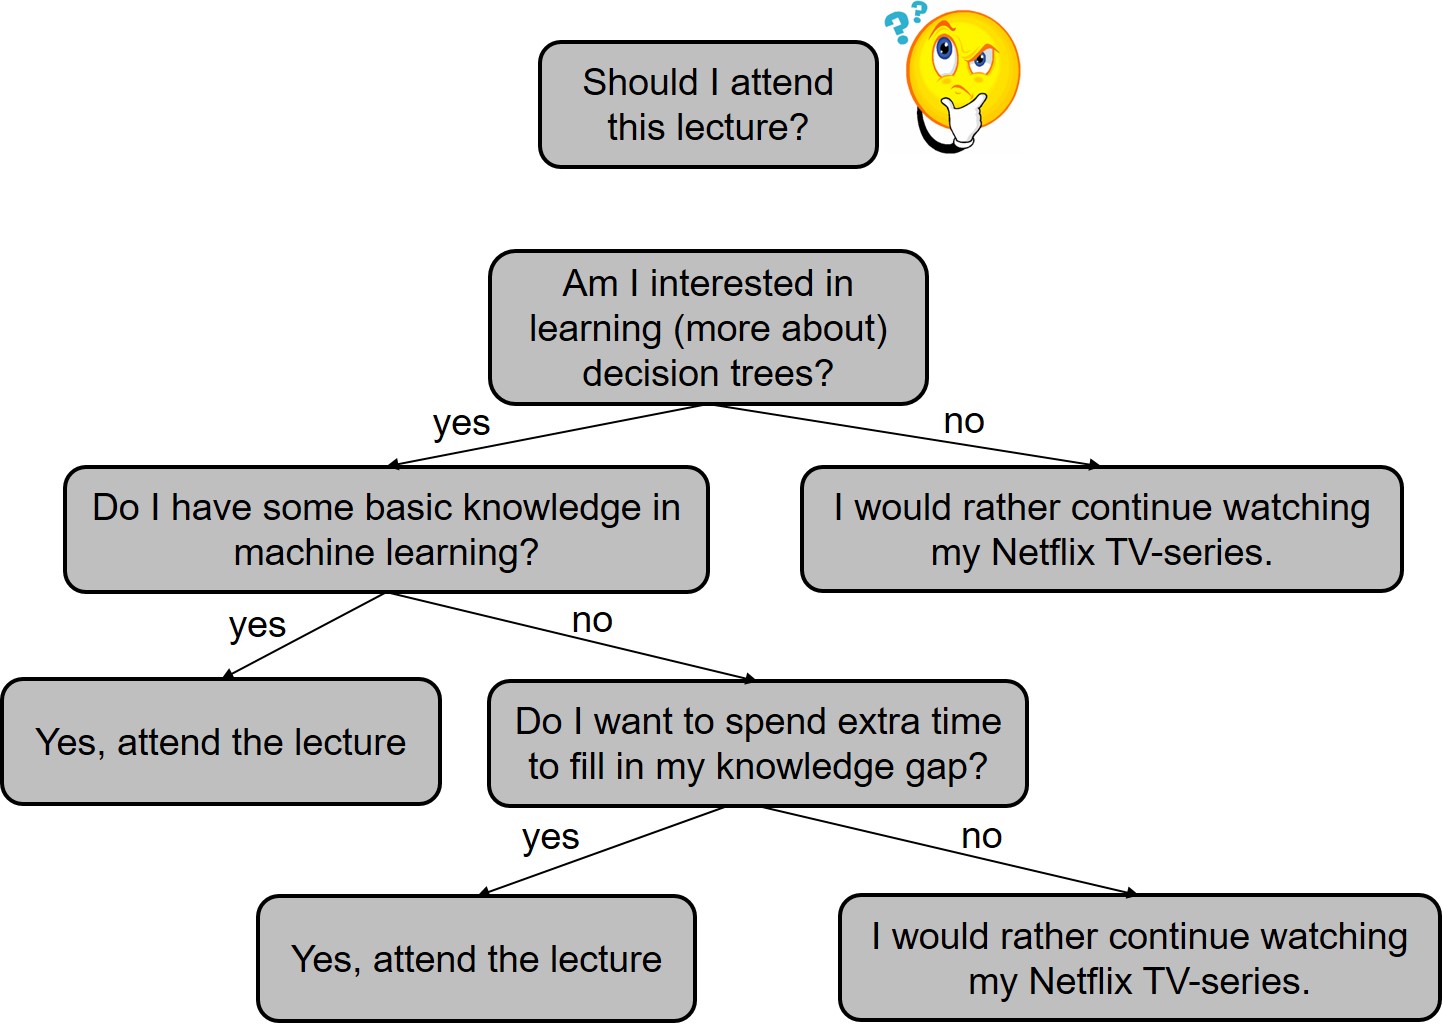 ??
Should I attend
this lecture?
Am I interested in
learning (more about)
decision trees?
yes
no
Do I have some basic knowledge in
machine learning?
I would rather continue watching
my Netflix TV-series.
yes
no
Yes, attend the lecture
Do I want to spend extra time
to fill in my knowledge gap?
yes
no
Yes, attend the lecture
I would rather continue watching
my Netflix TV-series.